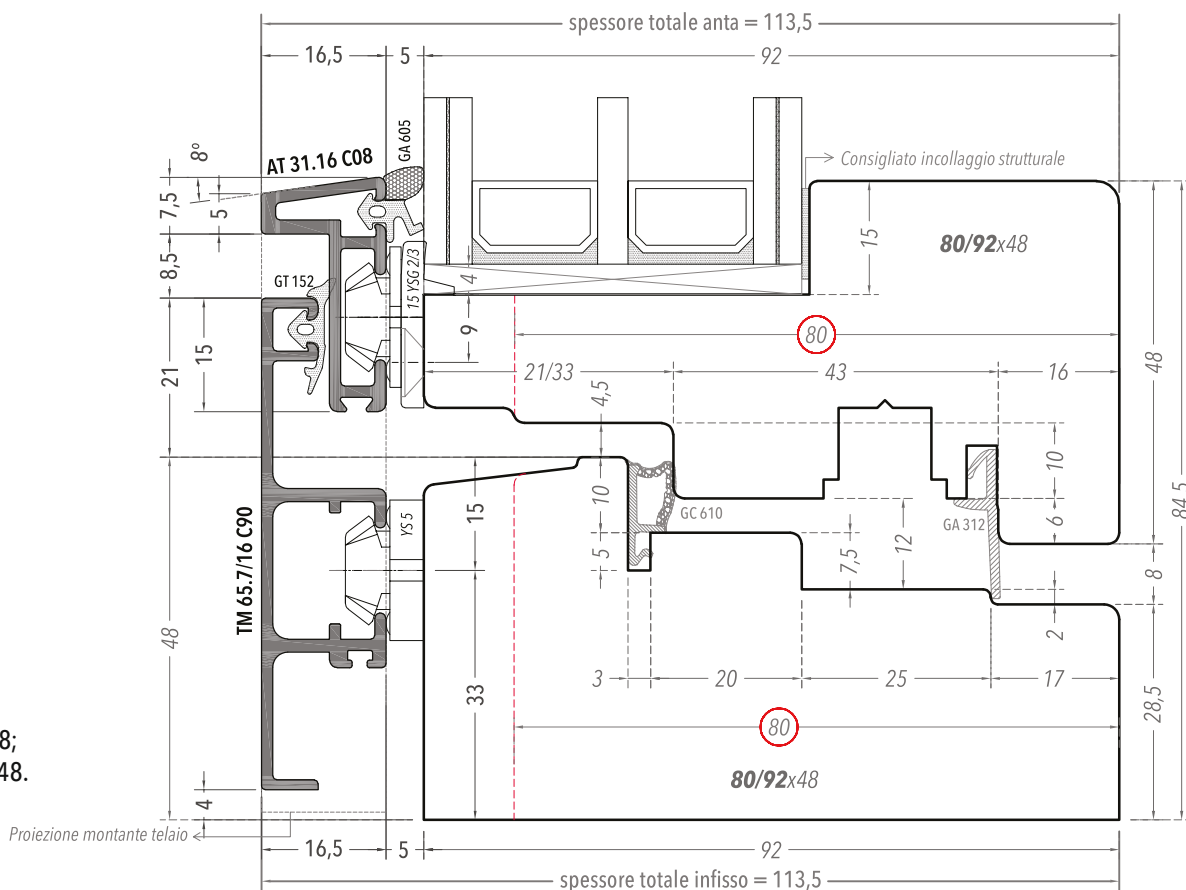 spessore totale anta = 113,5
16,5
5
92
8º
AT 31.16 C08
GA 605
Consigliato incollaggio strutturale
7,5
5
15
80/92x48
8,5
GT 152
15 YSG 2/3
4
9
80
21
15
21/33
43
16
48
4,5
10
84,5
TM 65.7/16 C90
YS 5
15
10
GC 610
GA 312
6
5
7,5
12
8
2
48
33
3
20
25
17
28,5
80
8;
48.
80/92x48
4
Proiezione montante telaio
16,5
5
92
spessore totale infisso = 113,5